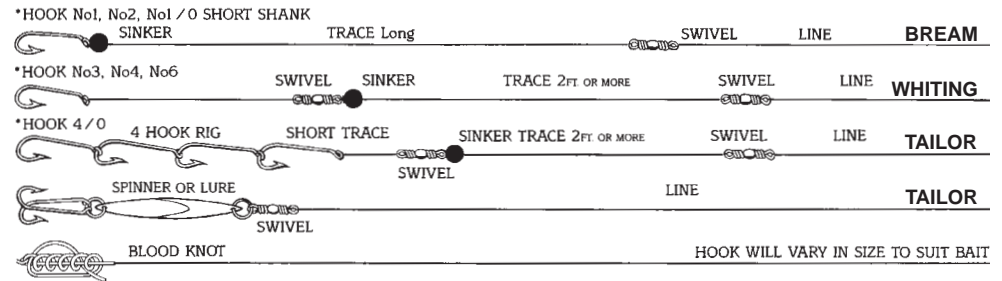 *HOOK No1, No2, No1/0 SHORT SHANK
SINKER TRACE Long SWIVEL LINE BREAM
*HOOK No3, No4, No6
SWIVEL SINKER TRACE 2FT. OR MORE SWIVEL LINE WHITING
*HOOK 4/0
4 HOOK RIG SHORT TRACE SINKER TRACE 2FT. OR MORE SWIVEL LINE TAILOR
SWIVEL
SPINNER OR LURE LINE TAILOR
SWIVEL
BLOOD KNOT HOOK WILL VARY IN SIZE TO SUIT BAIT